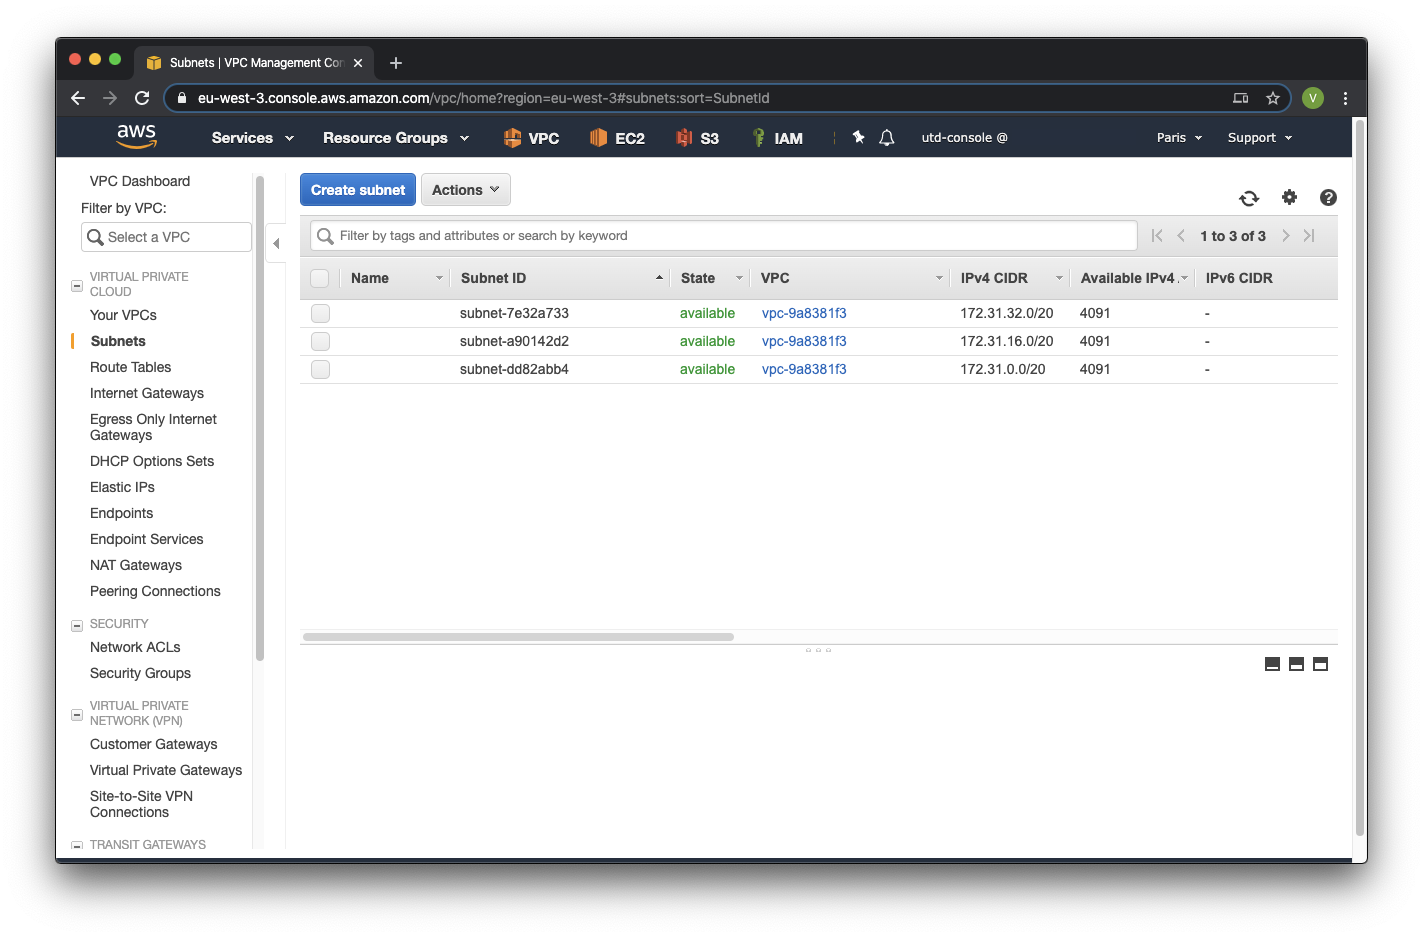 Subnets | VPC Management Con
eu-west-3.console.aws.amazon.com/vpc/home?region=eu-west-3#subnets:sort=SubnetId
V
aws Services Resource Groups VPC EC2 S3 IAM utd-console @ Paris Support
VPC Dashboard
Filter by VPC:
Select a VPC
VIRTUAL PRIVATE
CLOUD
Your VPCs
Subnets
Route Tables
Internet Gateways
Egress Only Internet
Gateways
DHCP Options Sets
Elastic IPs
Endpoints
Endpoint Services
NAT Gateways
Peering Connections
SECURITY
Network ACLs
Security Groups
VIRTUAL PRIVATE
NETWORK (VPN)
Customer Gateways
Virtual Private Gateways
Site-to-Site VPN
Connections
TRANSIT GATEWAYS
Create subnet Actions
Filter by tags and attributes or search by keyword
1 to 3 of 3
Name Subnet ID State VPC IPv4 CIDR Available IPv4 IPv6 CIDR
subnet-7e32a733 available vpc-9a8381f3 172.31.32.0/20 4091 -
subnet-a90142d2 available vpc-9a8381f3 172.31.16.0/20 4091 -
subnet-dd82abb4 available vpc-9a8381f3 172.31.0.0/20 4091 -